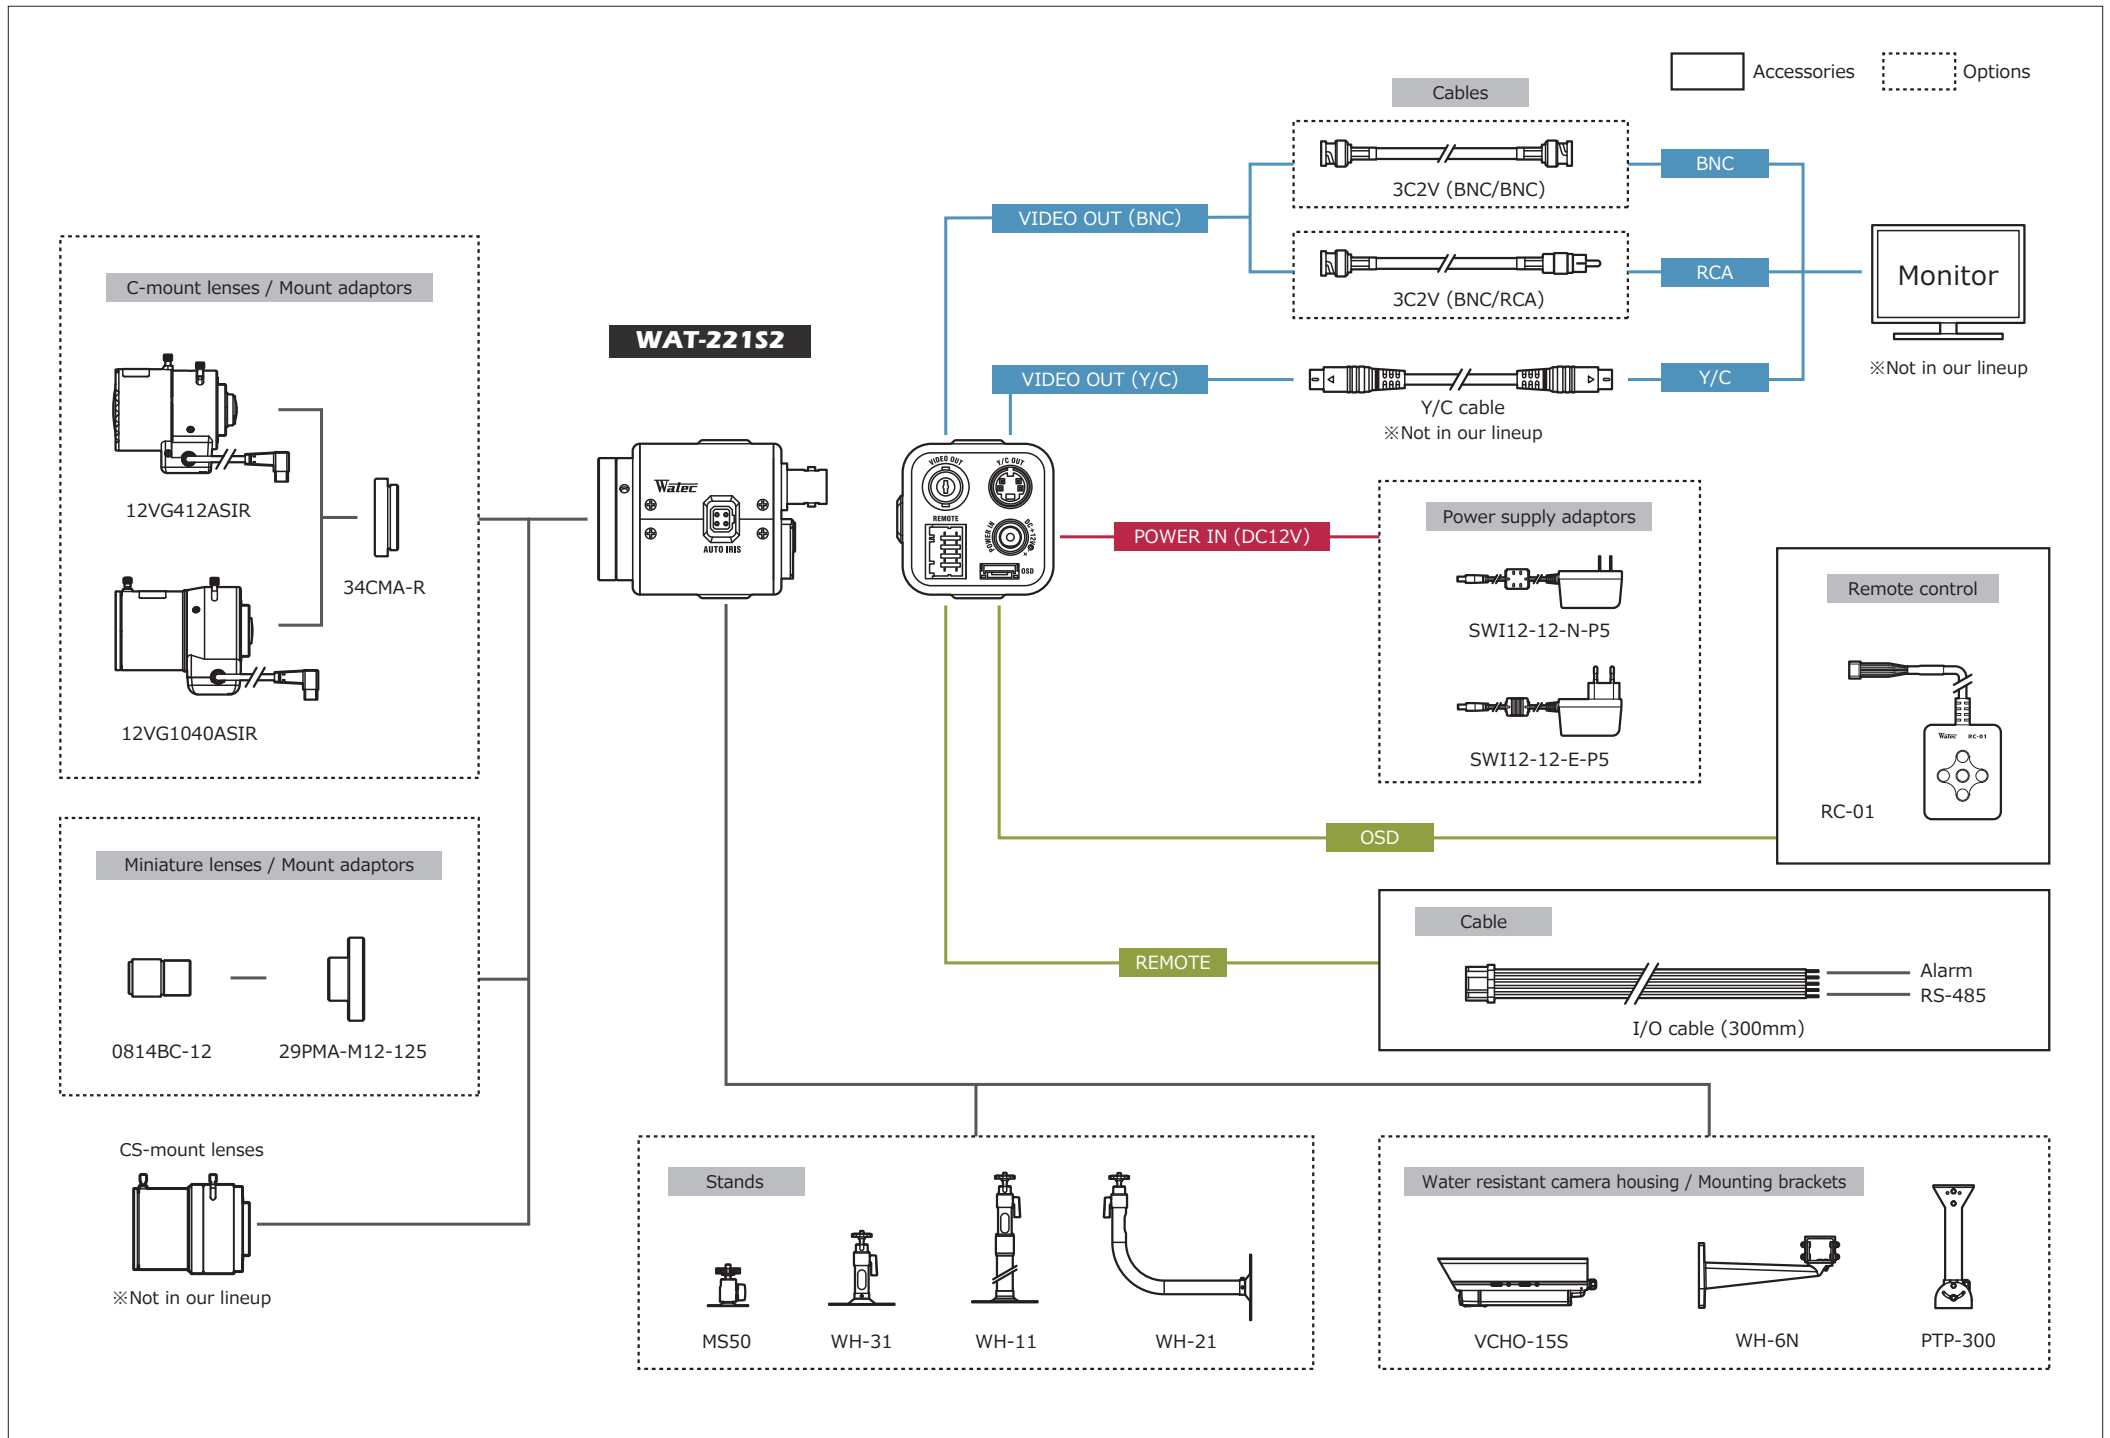 Accessories
Options
Cables
3C2V (BNC/BNC)
BNC
VIDEO OUT (BNC)
3C2V (BNC/RCA)
RCA
Monitor
※Not in our lineup
VIDEO OUT (Y/C)
Y/C
Y/C cable
※Not in our lineup
C-mount lenses / Mount adaptors
12VG412ASIR
34CMA-R
12VG1040ASIR
WAT-221S2
Watec
AUTO IRIS
VIDEO OUT
Y/C OUT
REMOTE
POWER IN
DC+12V
OSD
POWER IN (DC12V)
Power supply adaptors
SWI12-12-N-P5
SWI12-12-E-P5
Remote control
Watec RC-01
RC-01
OSD
Miniature lenses / Mount adaptors
0814BC-12
29PMA-M12-125
REMOTE
Cable
Alarm
RS-485
I/O cable (300mm)
CS-mount lenses
※Not in our lineup
Stands
MS50
WH-31
WH-11
WH-21
Water resistant camera housing / Mounting brackets
VCHO-15S
WH-6N
PTP-300